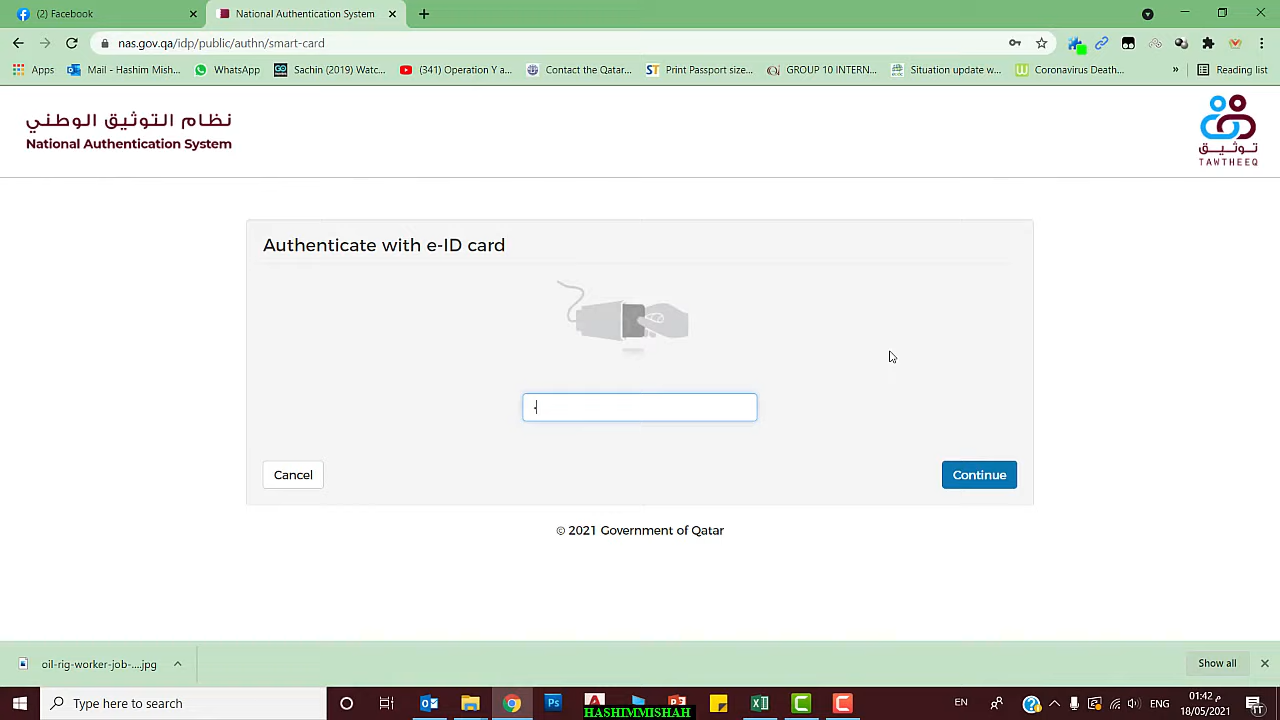 (2) Facebook
National Authentication System
nas.gov.qa/idp/public/authn/smart-card
Apps
Mail - Hashim Mish...
WhatsApp
Sachin (2019) Watc...
(341) Operation Y a...
Contact the Qatar...
Print Passport size...
GROUP 10 INTERN...
Situation update w...
Coronavirus Death...
»
Reading list
نظام التوثيق الوطني
National Authentication System
توثيق
TAWTHEEQ
Authenticate with e-ID card
Cancel
Continue
© 2021 Government of Qatar
oil-rig-worker-job-....jpg
Show all
Type here to search
HASHIMMISHAH
EN
ENG
01:42 م
18/05/2021